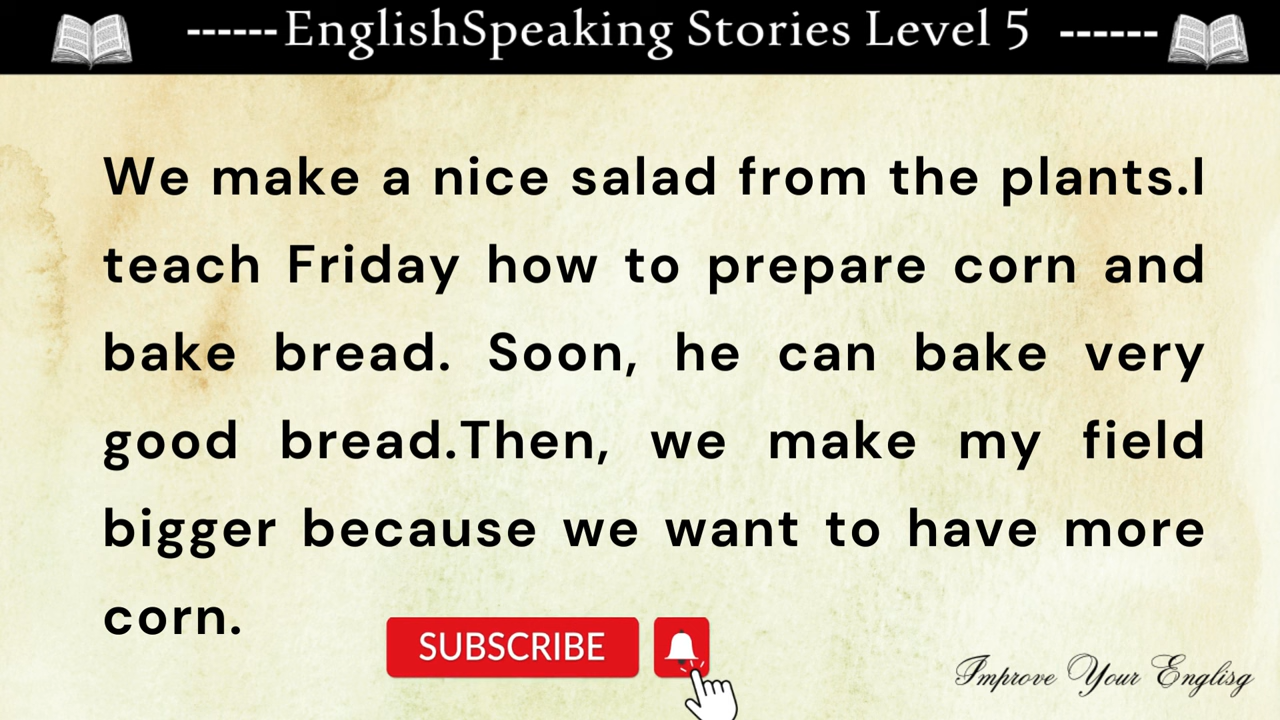 ------EnglishSpeaking Stories Level 5 ------
We make a nice salad from the plants.I
teach Friday how to prepare corn and
bake bread. Soon, he can bake very
good bread.Then, we make my field
bigger because we want to have more
corn.
SUBSCRIBE
Improve Your Englisg